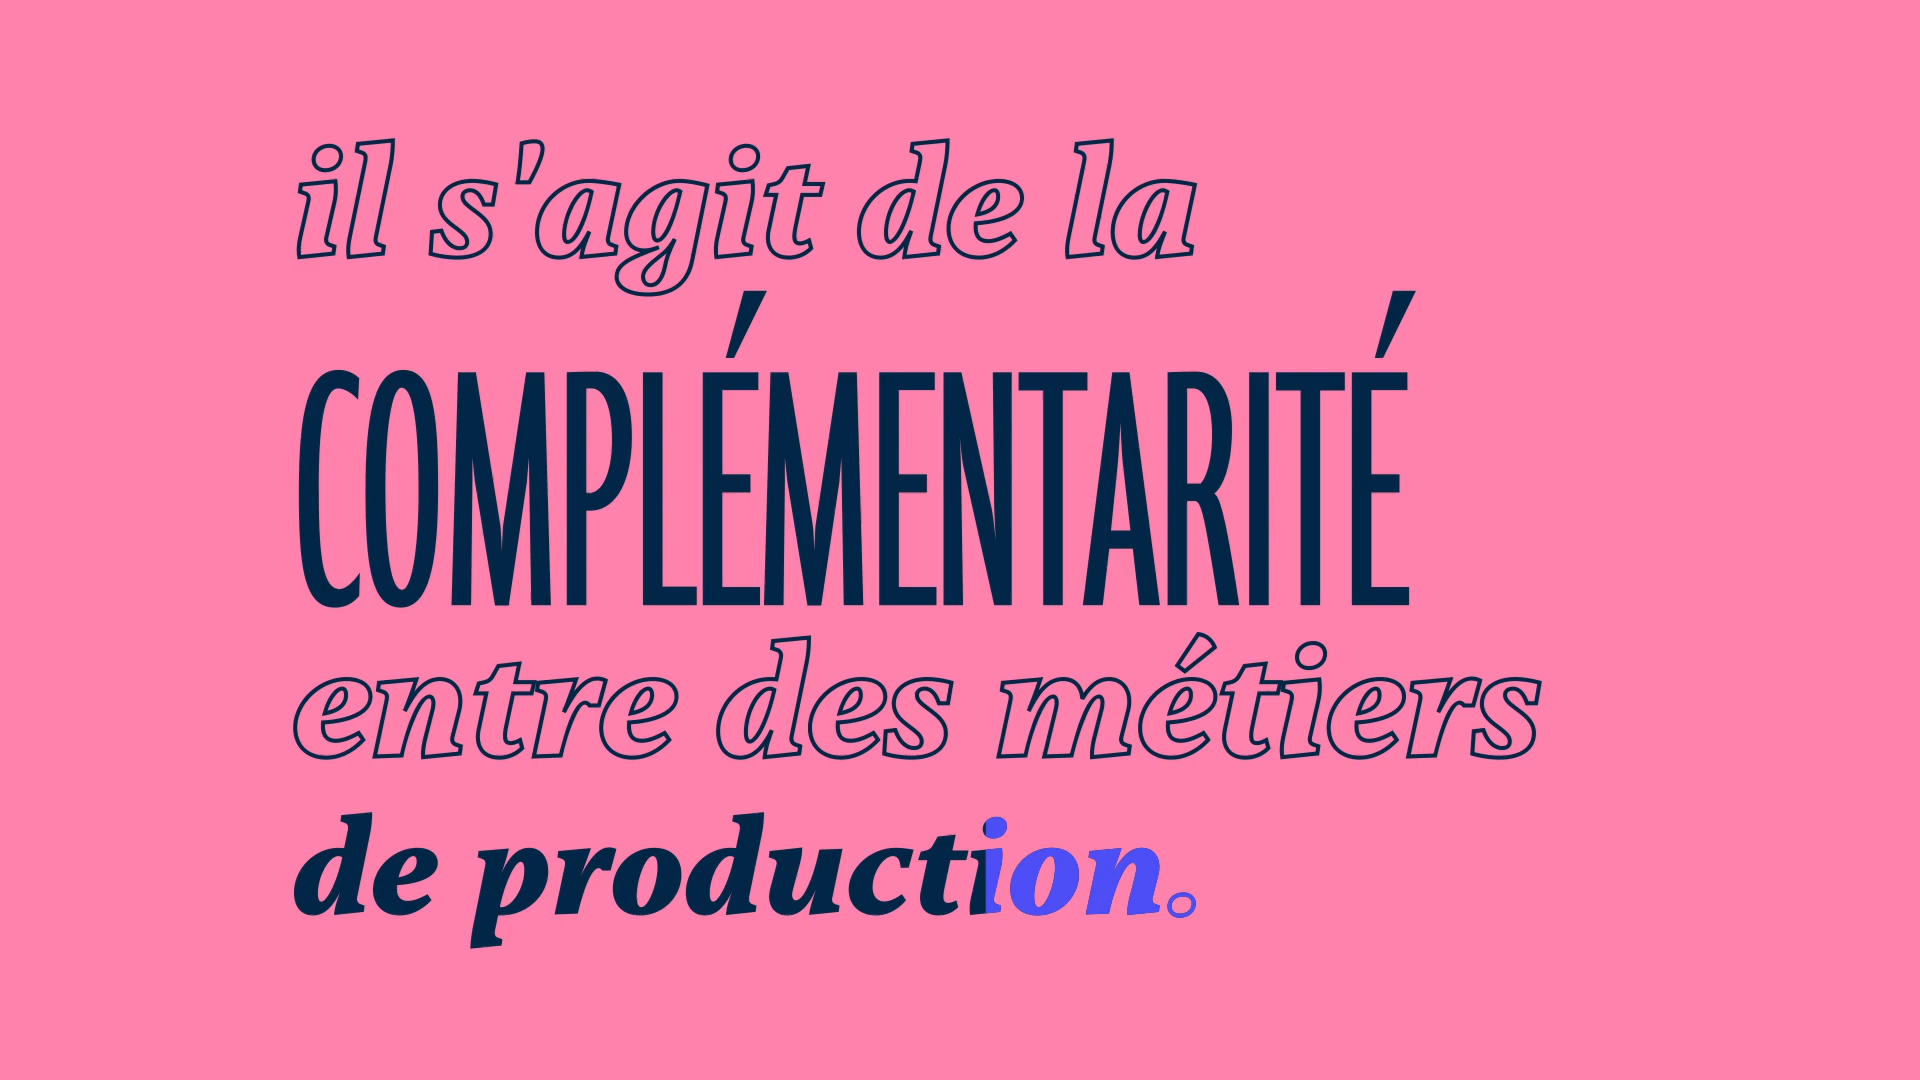 il s'agit de la
COMPLÉMENTARITÉ
entre des métiers
de production.